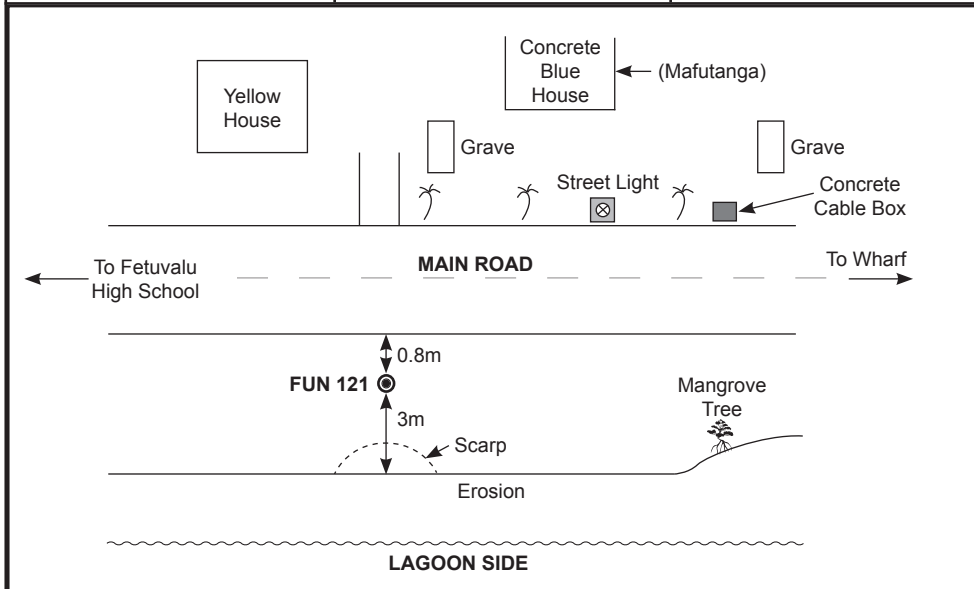 Concrete
Blue
House
(Mafutanga)
Yellow
House
Grave
Grave
Street Light
Concrete
Cable Box
MAIN ROAD
To Fetuvalu
High School
To Wharf
0.8m
FUN 121
3m
Mangrove
Tree
Scarp
Erosion
LAGOON SIDE